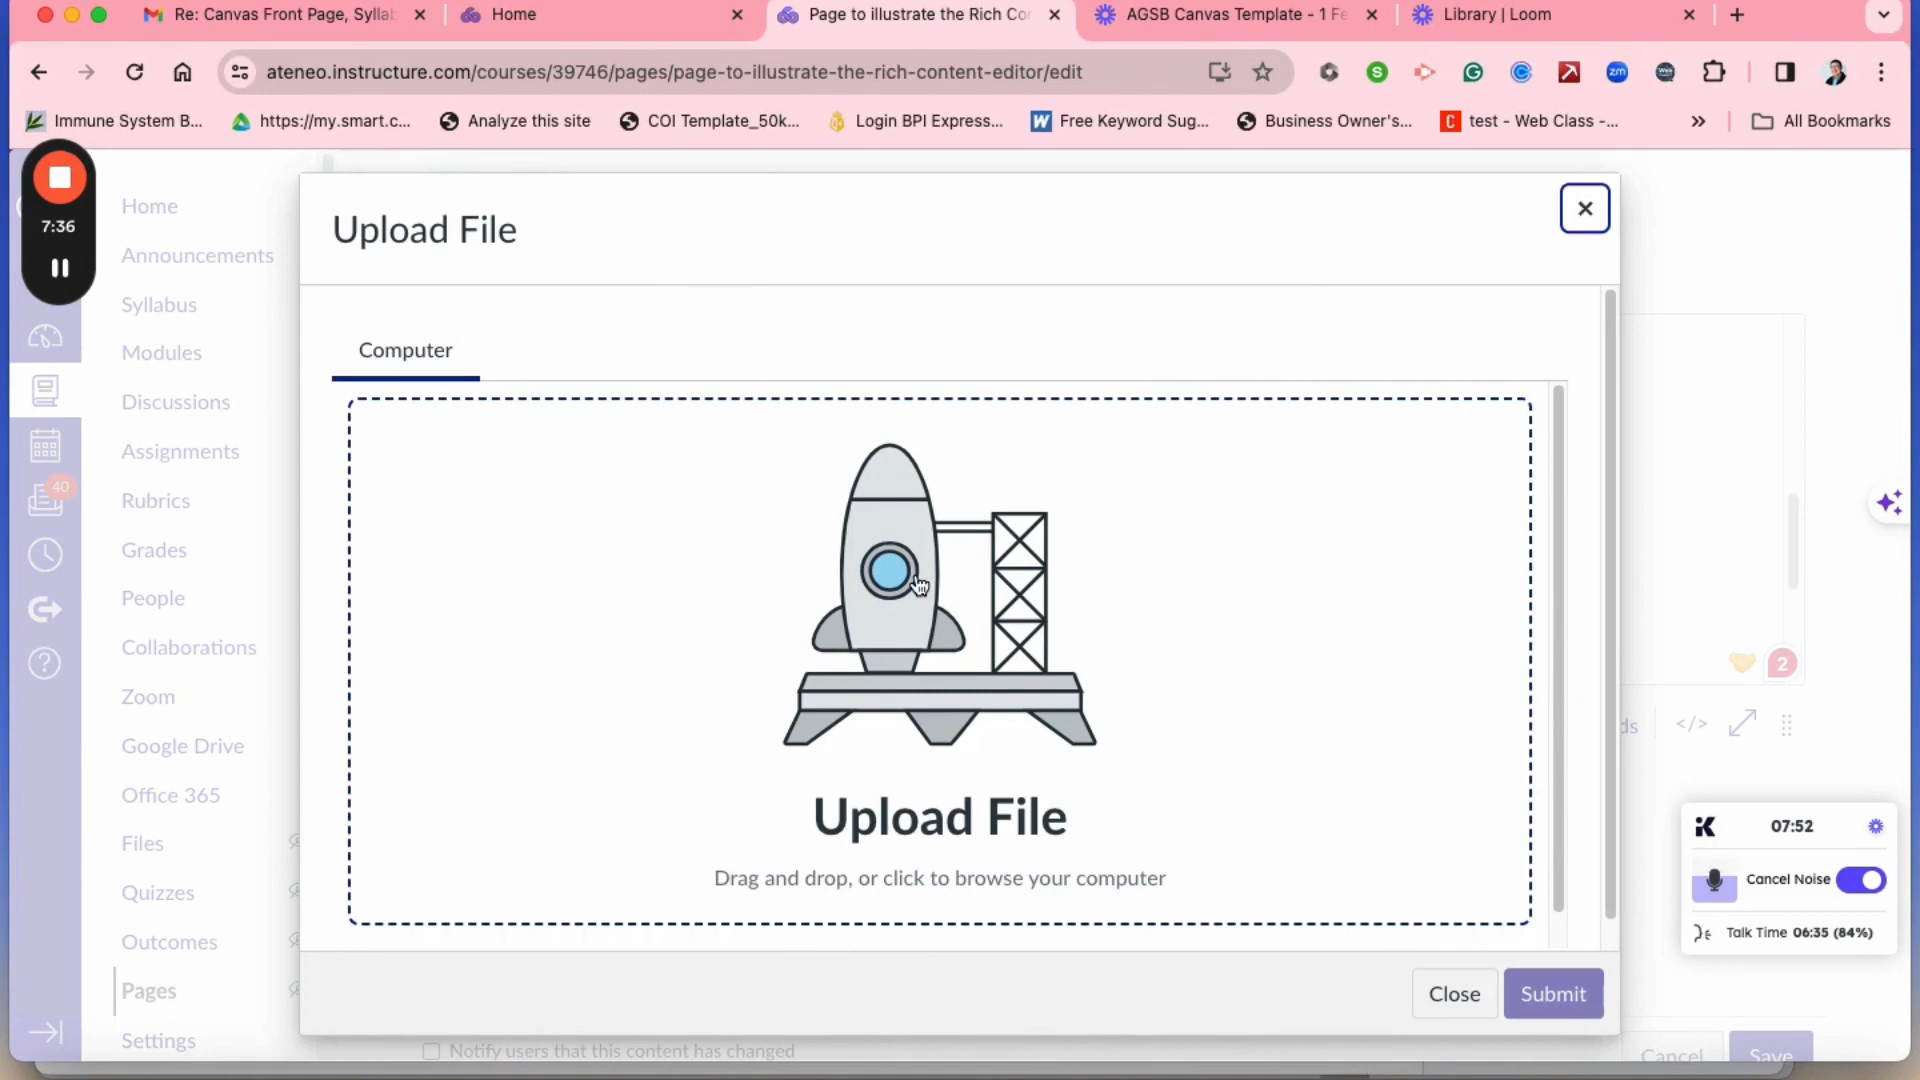 Re: Canvas Front Page, Syllab
Home
Page to illustrate the Rich Con
AGSB Canvas Template - 1 Fe
Library | Loom
ateneo.instructure.com/courses/39746/pages/page-to-illustrate-the-rich-content-editor/edit
Immune System B...
https://my.smart.c...
Analyze this site
COI Template_50k...
Login BPI Express...
Free Keyword Sug...
Business Owner's...
test - Web Class -...
All Bookmarks
7:36
Home
Announcements
Syllabus
Modules
Discussions
Assignments
40
Rubrics
Grades
People
Collaborations
Zoom
Google Drive
Office 365
Files
Quizzes
Outcomes
Pages
Settings
Upload File
Computer
Upload File
Drag and drop, or click to browse your computer
Close
Submit
2
ds
</>
07:52
Cancel Noise
Talk Time 06:35 (84%)
Notify users that this content has changed
Cancel
Save